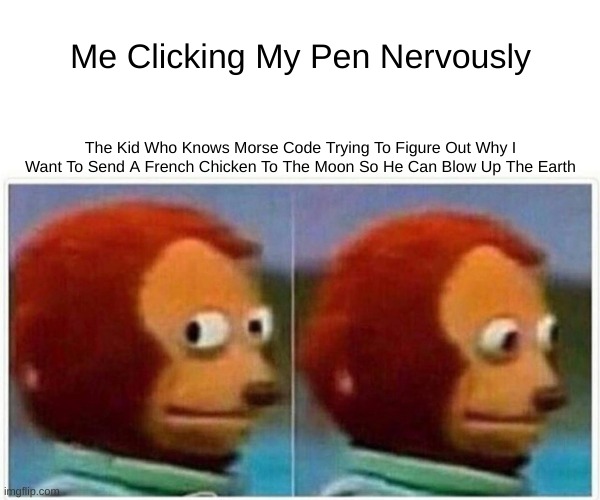 Me Clicking My Pen Nervously
The Kid Who Knows Morse Code Trying To Figure Out Why I
Want To Send A French Chicken To The Moon So He Can Blow Up The Earth
imgflip.com